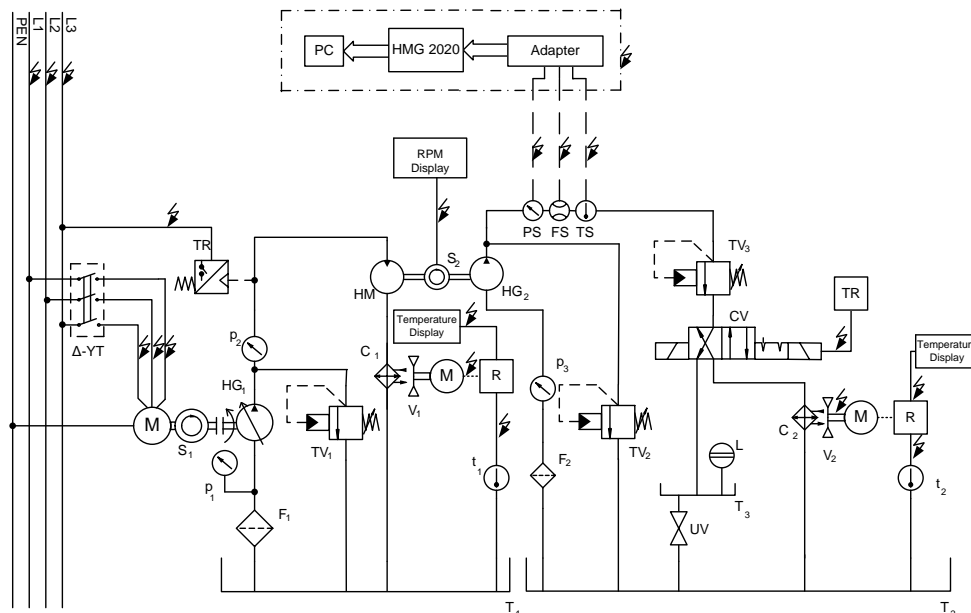 PEN
L1
L2
L3
PC
HMG 2020
Adapter
RPM
Display
PS
FS
TS
TR
S2
HM
HG2
TV3
TR
CV
Δ-YT
p2
Temperature
Display
C1
M
R
V1
p3
Temperature
Display
HG1
M
S1
TV1
TV2
C2
M
R
V2
L
p1
t1
F2
t2
F1
T3
UV
T1
T2